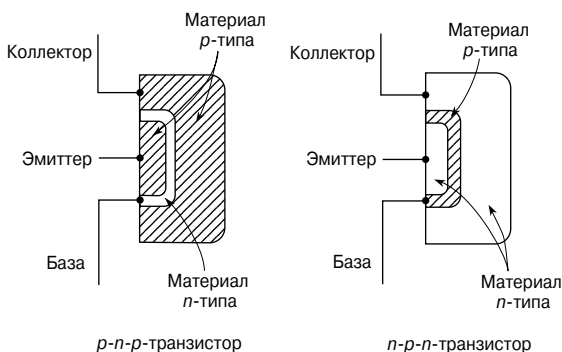 Материал
p-типа
Коллектор
Эмиттер
База
Материал
n-типа
p-n-p-транзистор
Материал
p-типа
Коллектор
Эмиттер
База
Материал
n-типа
n-p-n-транзистор